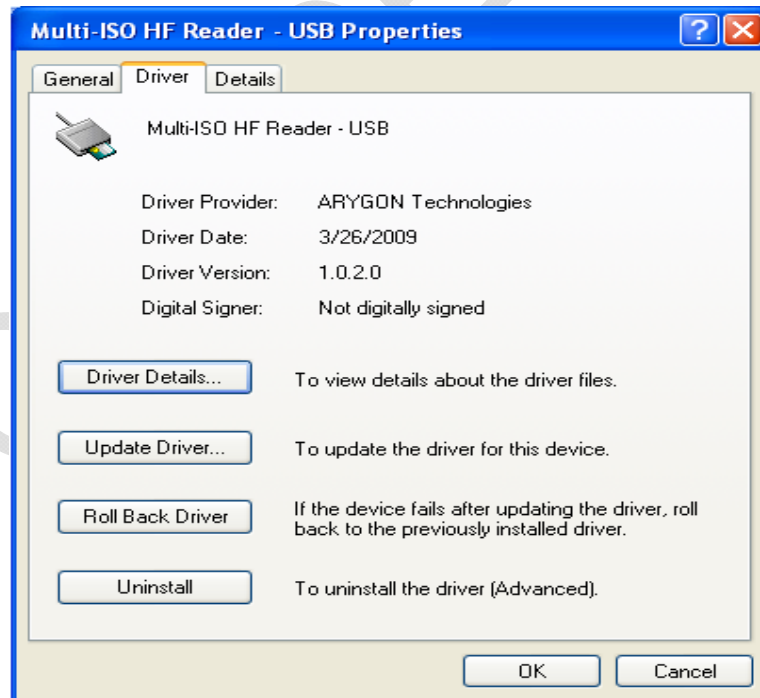 Multi-ISO HF Reader - USB Properties
General Driver Details
Multi-ISO HF Reader - USB
Driver Provider: ARYGON Technologies
Driver Date: 3/26/2009
Driver Version: 1.0.2.0
Digital Signer: Not digitally signed
Driver Details... To view details about the driver files.
Update Driver... To update the driver for this device.
Roll Back Driver If the device fails after updating the driver, roll
back to the previously installed driver.
Uninstall To uninstall the driver (Advanced).
OK Cancel